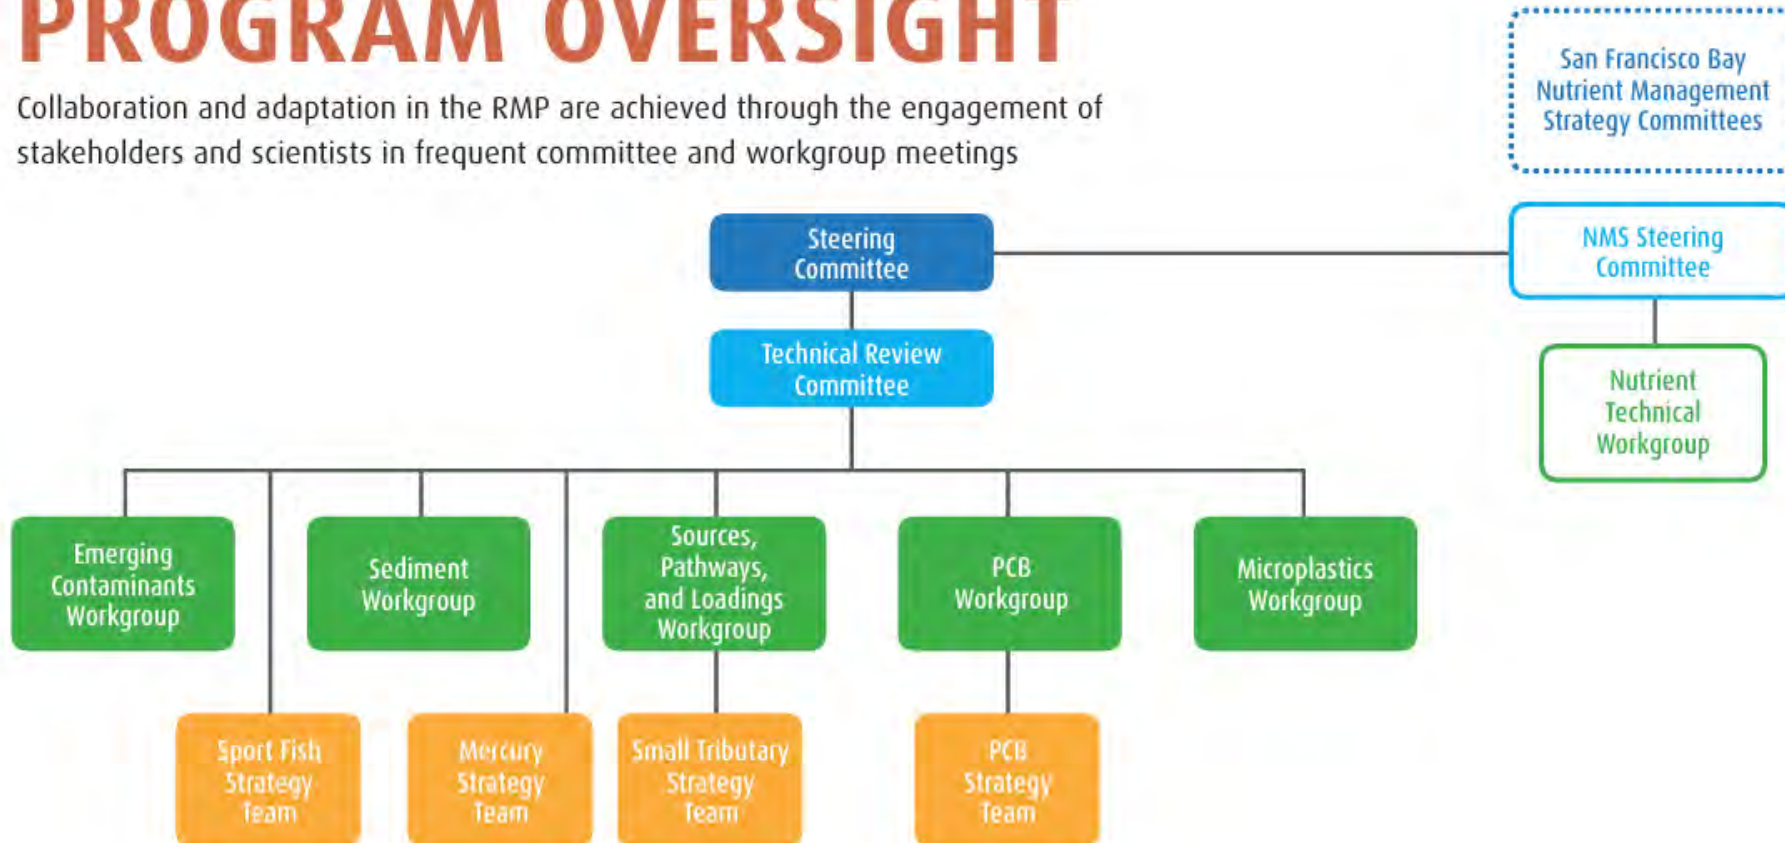 PROGRAM OVERSIGHT
Collaboration and adaptation in the RMP are achieved through the engagement of
stakeholders and scientists in frequent committee and workgroup meetings
San Francisco Bay
Nutrient Management
Strategy Committees
Steering
Committee
NMS Steering
Committee
Technical Review
Committee
Nutrient
Technical
Workgroup
Emerging
Contaminants
Workgroup
Sediment
Workgroup
Sources,
Pathways,
and Loadings
Workgroup
PCB
Workgroup
Microplastics
Workgroup
Sport Fish
Strategy
Team
Mercury
Strategy
Team
Small Tributary
Strategy
Team
PCB
Strategy
Team